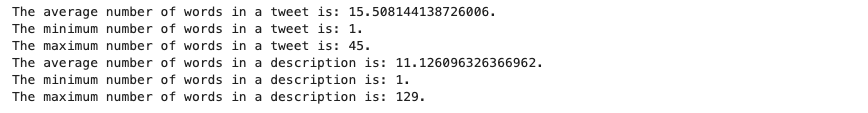 The average number of words in a tweet is: 15.508144138726006.
The minimum number of words in a tweet is: 1.
The maximum number of words in a tweet is: 45.
The average number of words in a description is: 11.126096326366962.
The minimum number of words in a description is: 1.
The maximum number of words in a description is: 129.